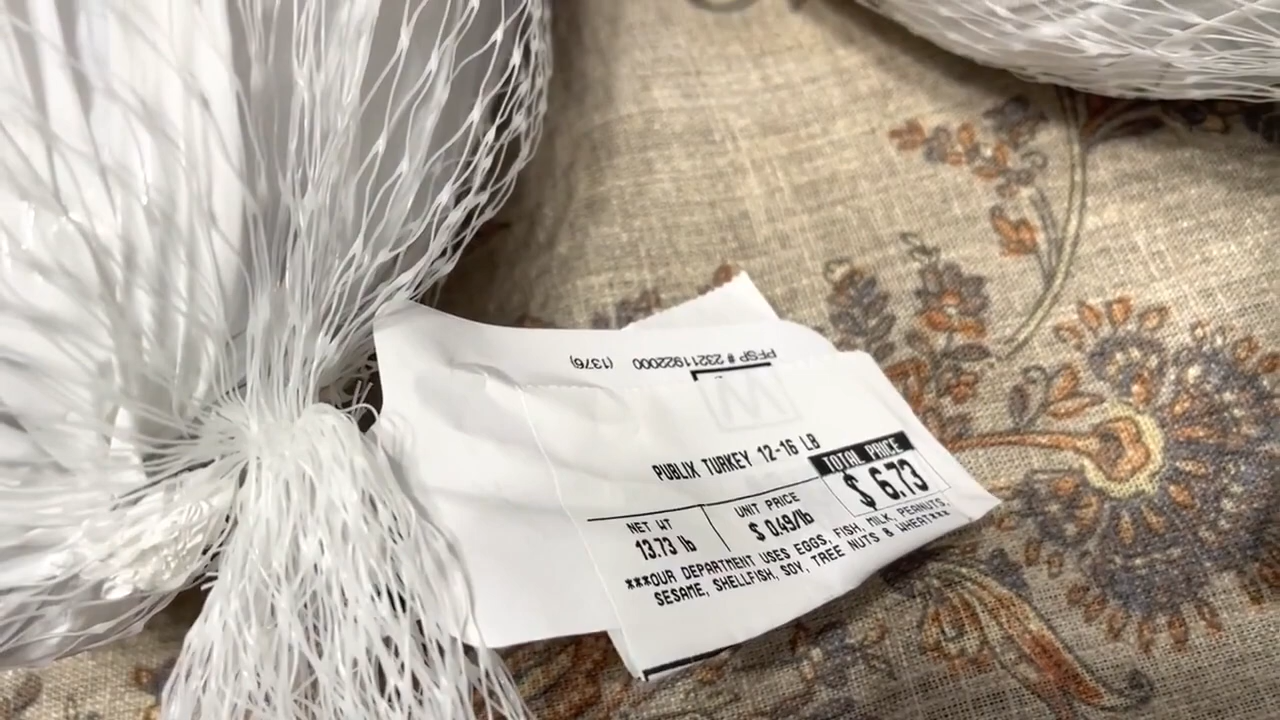 PFSP # 23211922000 (1376)
PUBLIX TURKEY 12-16 LB
TOTAL PRICE
$ 6.73
NET WT
13.73 lb
UNIT PRICE
$ 0.49/lb
***OUR DEPARTMENT USES EGGS, FISH, MILK, PEANUTS,
SESAME, SHELLFISH, SOY, TREE NUTS & WHEAT***